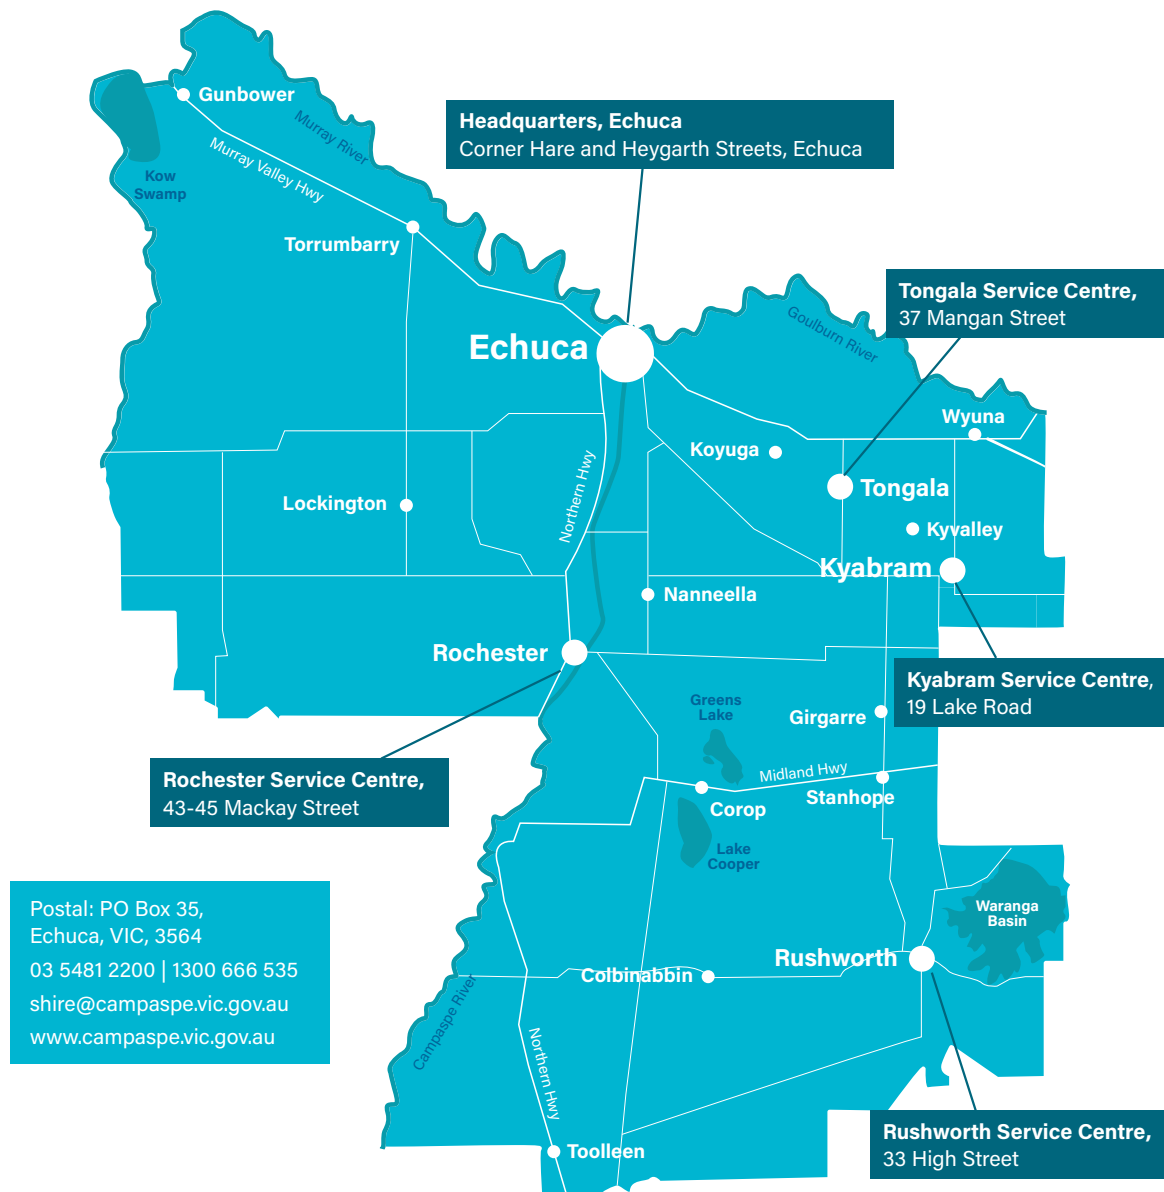 Gunbower
Murray River
Murray Valley Hwy
Kow
Swamp
Torrumbarry
Headquarters, Echuca
Corner Hare and Heygarth Streets, Echuca
Echuca
Goulburn River
Tongala Service Centre,
37 Mangan Street
Wyuna
Koyuga
Tongala
Lockington
Northern Hwy
Kyvalley
Kyabram
Nanneella
Rochester
Kyabram Service Centre,
19 Lake Road
Greens
Lake
Girgarre
Midland Hwy
Stanhope
Corop
Rochester Service Centre,
43-45 Mackay Street
Lake
Cooper
Postal: PO Box 35,
Echuca, VIC, 3564
03 5481 2200 | 1300 666 535
shire@campaspe.vic.gov.au
www.campaspe.vic.gov.au
Waranga
Basin
Rushworth
Colbinabbin
Campaspe River
Northern Hwy
Toolleen
Rushworth Service Centre,
33 High Street